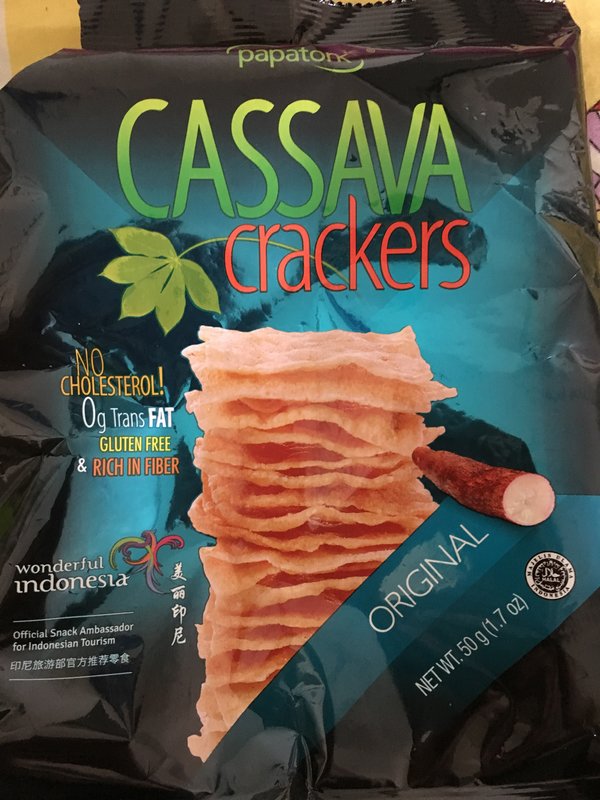 papatonk
CASSAVA
crackers
NO
CHOLESTEROL!
0g Trans FAT
GLUTEN FREE
& RICH IN FIBER
wonderful
indonesia
美丽印尼
Official Snack Ambassador
for Indonesian Tourism
印尼旅游部官方推荐零食
ORIGINAL
NET WT. 50 g (1.7 oz)
MAJELIS ULAMA
HALAL
INDONESIA